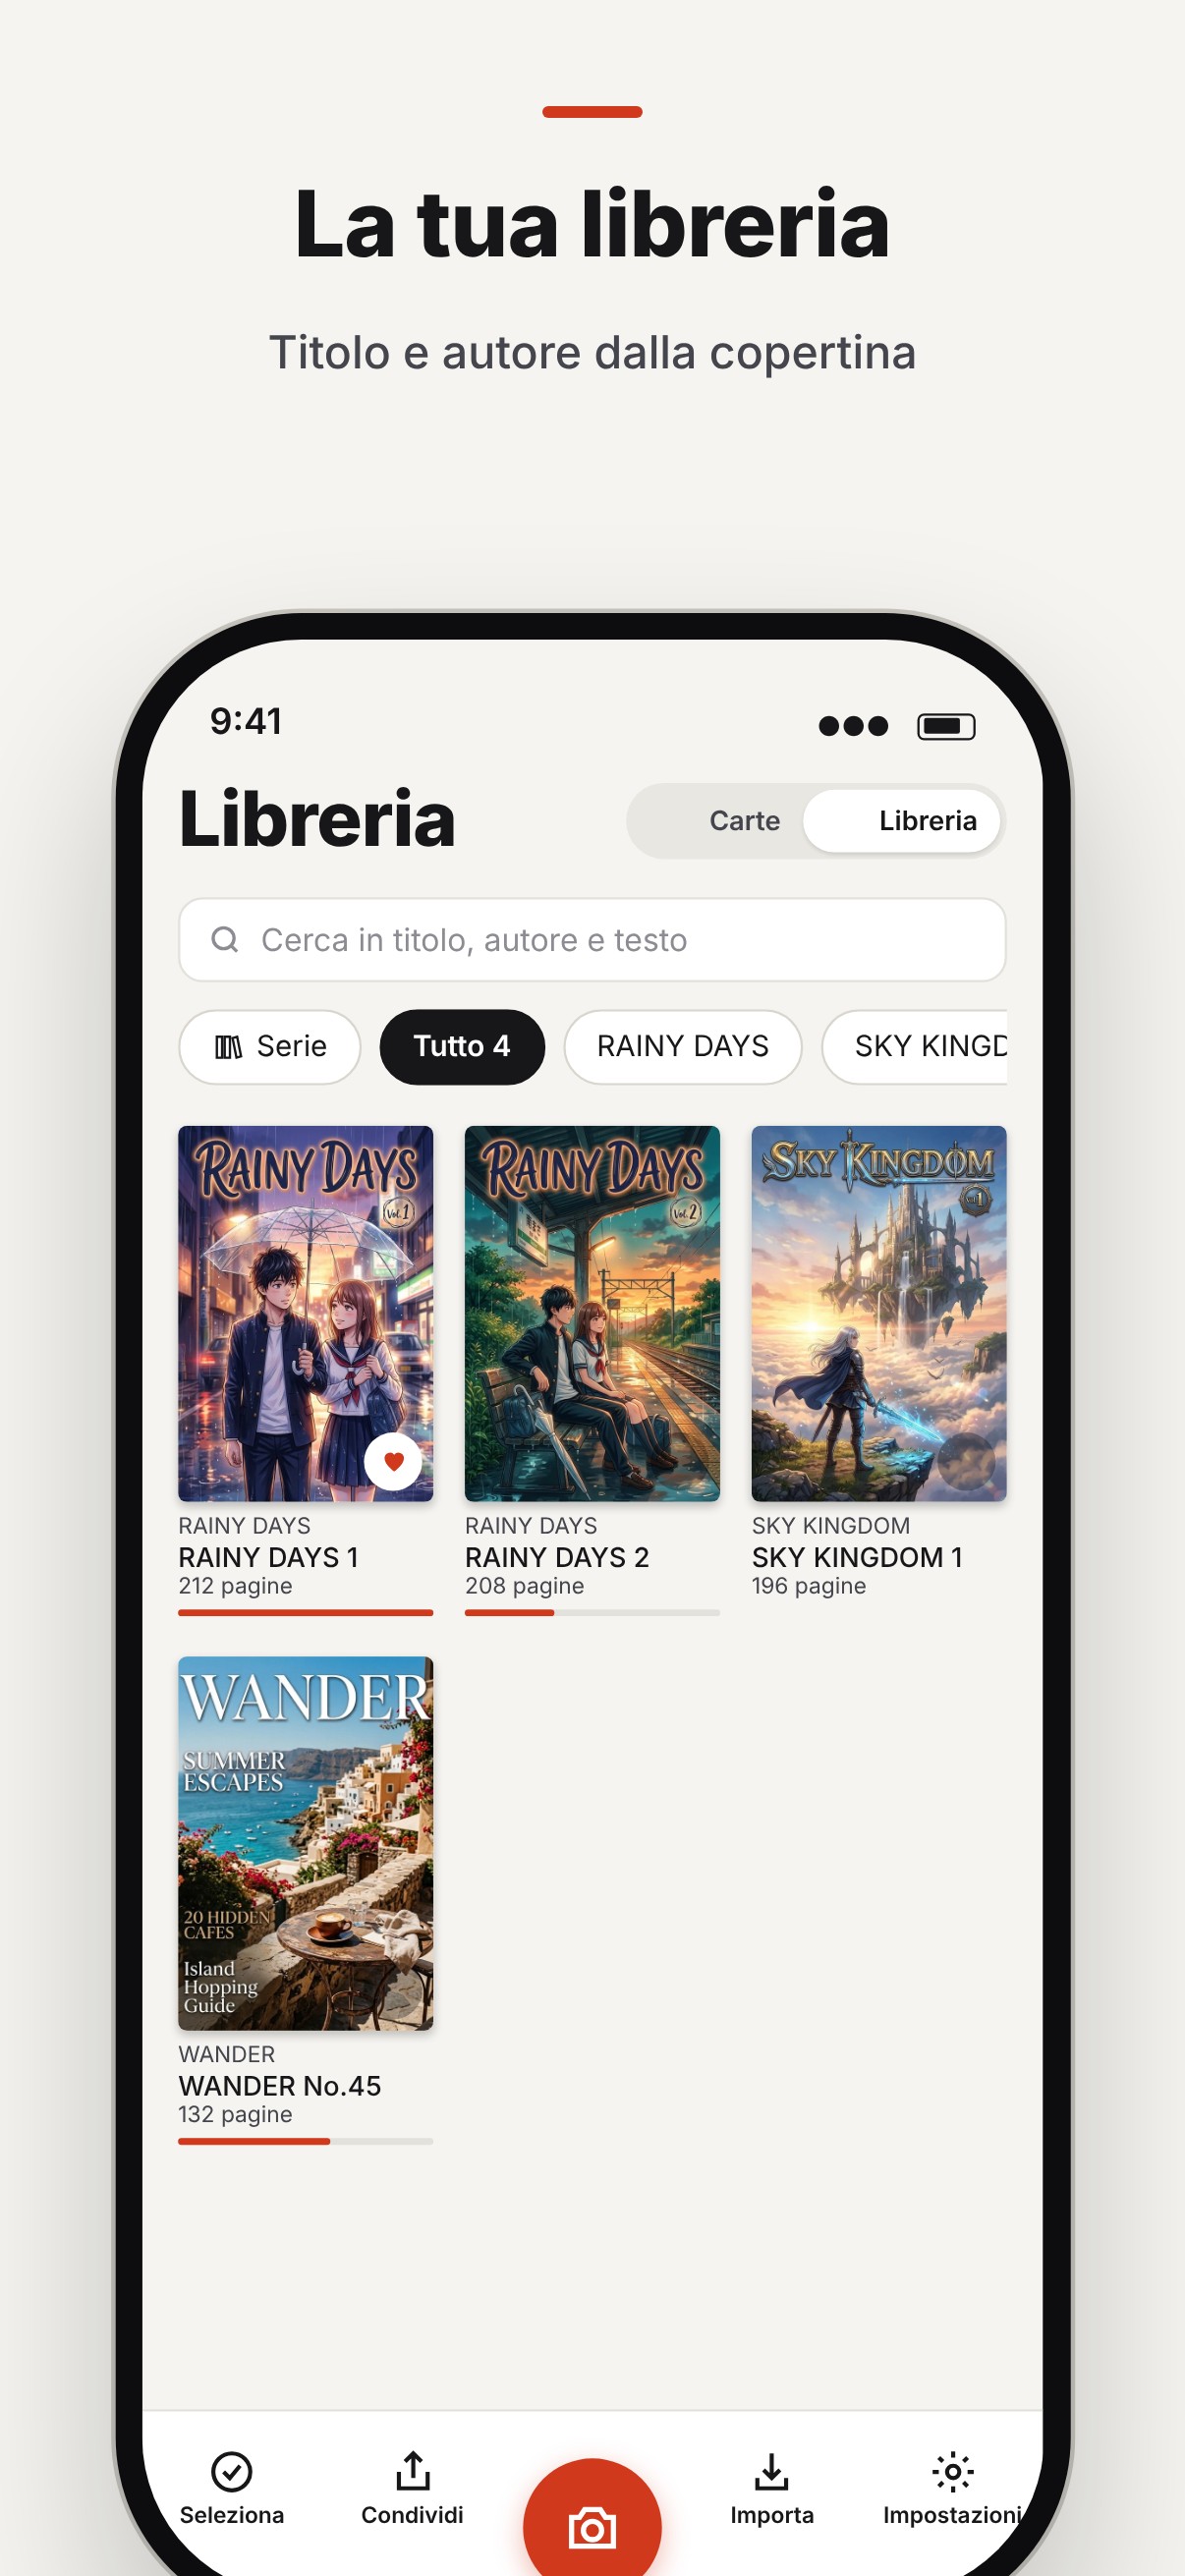 La tua libreria
Titolo e autore dalla copertina
9:41
Libreria
Carte
Libreria
Cerca in titolo, autore e testo
Serie
Tutto 4
RAINY DAYS
SKY KINGD
RAINY DAYS
Vol.1
RAINY DAYS
Vol.2
SKY KINGDOM
RAINY DAYS
RAINY DAYS 1
212 pagine
RAINY DAYS
RAINY DAYS 2
208 pagine
SKY KINGDOM
SKY KINGDOM 1
196 pagine
WANDER
SUMMER
ESCAPES
20 HIDDEN
CAFES
Island
Hopping
Guide
WANDER
WANDER No.45
132 pagine
Seleziona
Condividi
Importa
Impostazioni